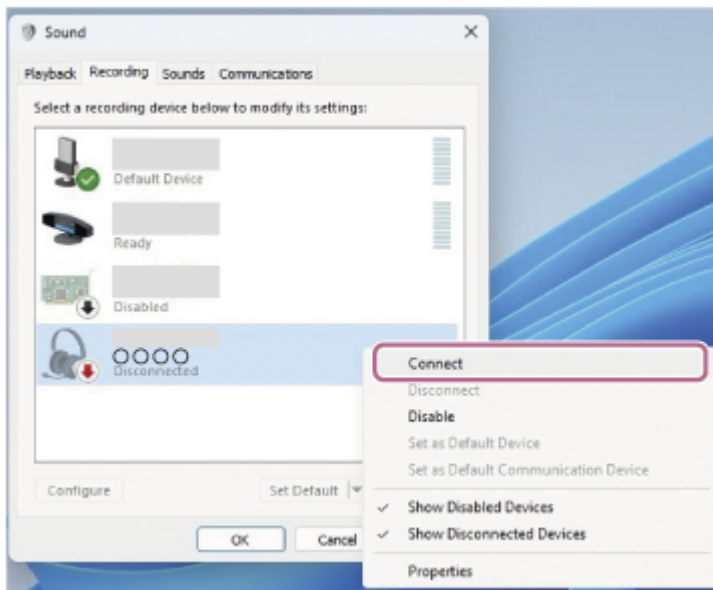 Sound
Playback Recording Sounds Communications
Select a recording device below to modify its settings:
Default Device
Ready
Disabled
○○○○
Disconnected
Configure
Set Default
OK
Cancel
Connect
Disconnect
Disable
Set as Default Device
Set as Default Communication Device
Show Disabled Devices
Show Disconnected Devices
Properties